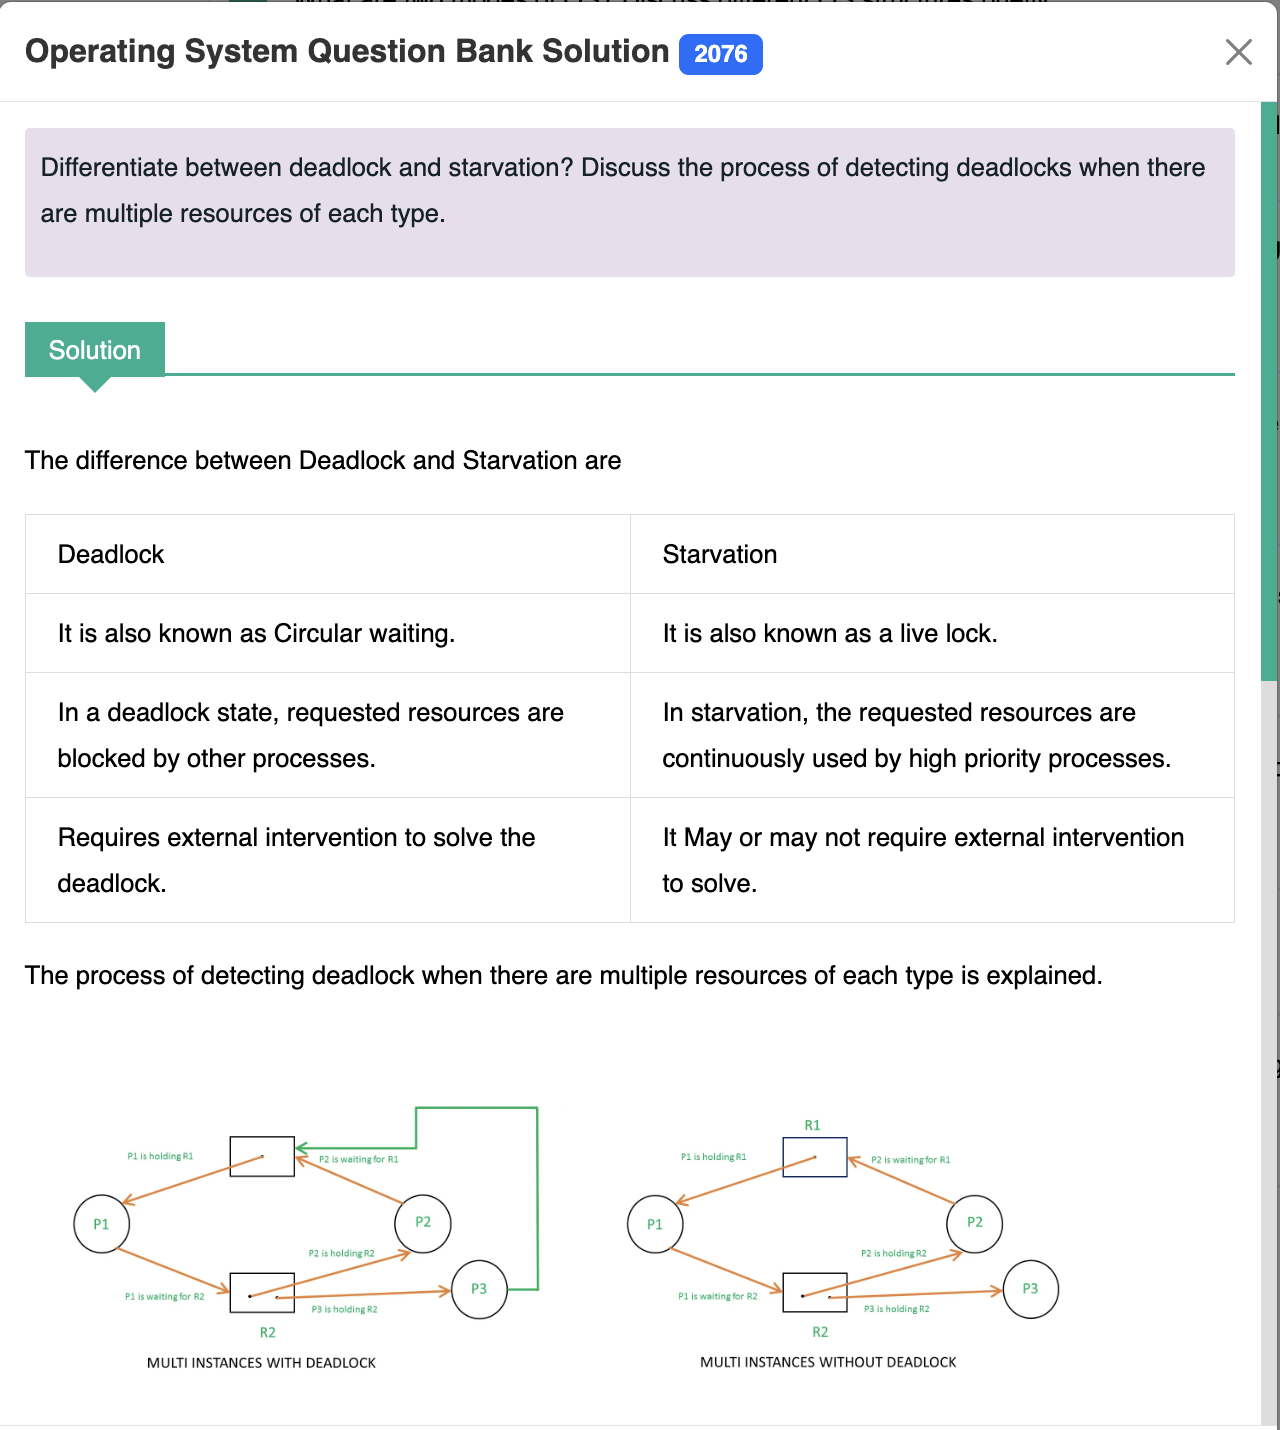 Operating System Question Bank Solution 2076
Differentiate between deadlock and starvation? Discuss the process of detecting deadlocks when there
are multiple resources of each type.
Solution
The difference between Deadlock and Starvation are
Deadlock
Starvation
It is also known as Circular waiting.
It is also known as a live lock.
In a deadlock state, requested resources are
blocked by other processes.
In starvation, the requested resources are
continuously used by high priority processes.
Requires external intervention to solve the
deadlock.
It May or may not require external intervention
to solve.
The process of detecting deadlock when there are multiple resources of each type is explained.
P1 is holding R1
P2 is waiting for R1
P1
P2
P2 is holding R2
P3
P1 is waiting for R2
P3 is holding R2
R2
MULTI INSTANCES WITH DEADLOCK
R1
P1 is holding R1
P2 is waiting for R1
P1
P2
P2 is holding R2
P3
P1 is waiting for R2
P3 is holding R2
R2
MULTI INSTANCES WITHOUT DEADLOCK